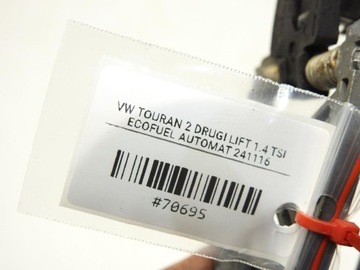 VW TOURAN 2 DRUGI LIFT 1.4 TSI
ECOFUEL AUTOMAT 241116
#70695